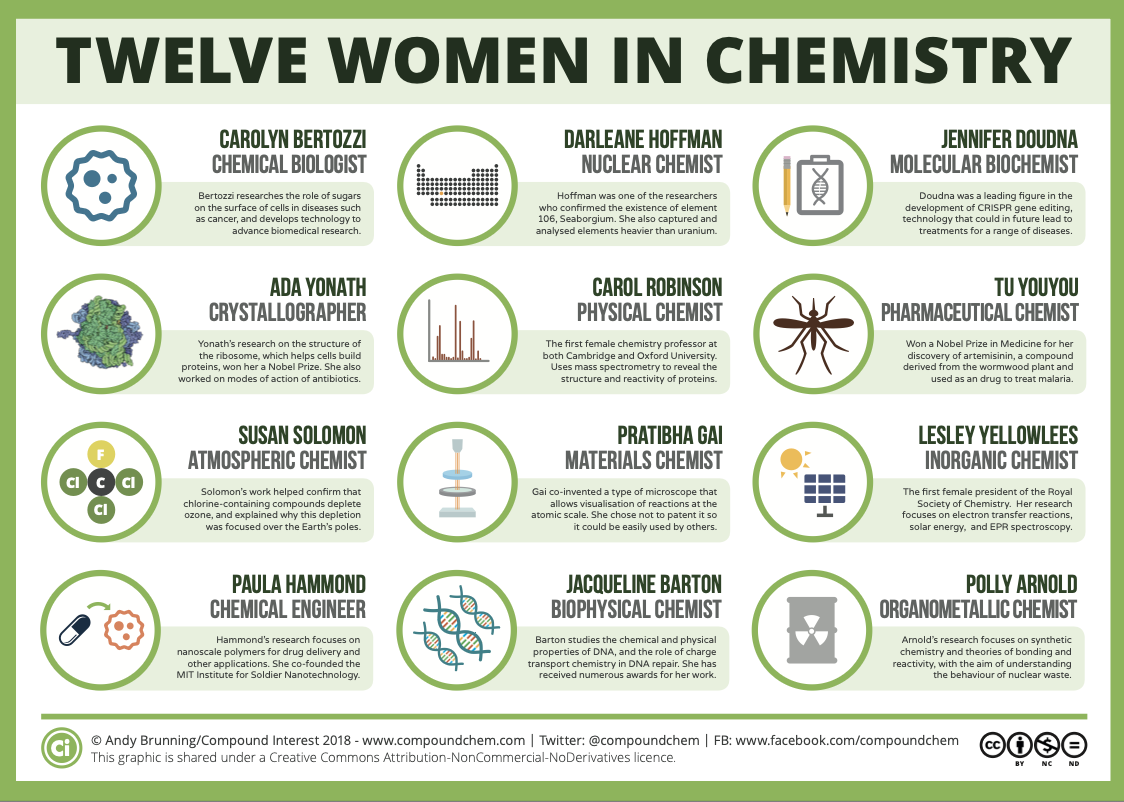 TWELVE WOMEN IN CHEMISTRY
CAROLYN BERTOZZI
CHEMICAL BIOLOGIST
Bertozzi researches the role of sugars
on the surface of cells in diseases such
as cancer, and develops technology to
advance biomedical research.
DARLEANE HOFFMAN
NUCLEAR CHEMIST
Hoffman was one of the researchers
who confirmed the existence of element
106, Seaborgium. She also captured and
analysed elements heavier than uranium.
JENNIFER DOUDNA
MOLECULAR BIOCHEMIST
Doudna was a leading figure in the
development of CRISPR gene editing,
technology that could in future lead to
treatments for a range of diseases.
ADA YONATH
CRYSTALLOGRAPHER
Yonath's research on the structure of
the ribosome, which helps cells build
proteins, won her a Nobel Prize. She also
worked on modes of action of antibiotics.
CAROL ROBINSON
PHYSICAL CHEMIST
The first female chemistry professor at
both Cambridge and Oxford University.
Uses mass spectrometry to reveal the
structure and reactivity of proteins.
TU YOUYOU
PHARMACEUTICAL CHEMIST
Won a Nobel Prize in Medicine for her
discovery of artemisinin, a compound
derived from the wormwood plant and
used as an drug to treat malaria.
F
Cl C Cl
Cl
SUSAN SOLOMON
ATMOSPHERIC CHEMIST
Solomon's work helped confirm that
chlorine-containing compounds deplete
ozone, and explained why this depletion
was focused over the Earth's poles.
PRATIBHA GAI
MATERIALS CHEMIST
Gai co-invented a type of microscope that
allows visualisation of reactions at the
atomic scale. She chose not to patent it so
it could be easily used by others.
LESLEY YELLOWLEES
INORGANIC CHEMIST
The first female president of the Royal
Society of Chemistry. Her research
focuses on electron transfer reactions,
solar energy, and EPR spectroscopy.
PAULA HAMMOND
CHEMICAL ENGINEER
Hammond's research focuses on
nanoscale polymers for drug delivery and
other applications. She co-founded the
MIT Institute for Soldier Nanotechnology.
JACQUELINE BARTON
BIOPHYSICAL CHEMIST
Barton studies the chemical and physical
properties of DNA, and the role of charge
transport chemistry in DNA repair. She has
received numerous awards for her work.
POLLY ARNOLD
ORGANOMETALLIC CHEMIST
Arnold's research focuses on synthetic
chemistry and theories of bonding and
reactivity, with the aim of understanding
the behaviour of nuclear waste.
Ci
© Andy Brunning/Compound Interest 2018 - www.compoundchem.com | Twitter: @compoundchem | FB: www.facebook.com/compoundchem
This graphic is shared under a Creative Commons Attribution-NonCommercial-NoDerivatives licence.
cc
BY NC ND